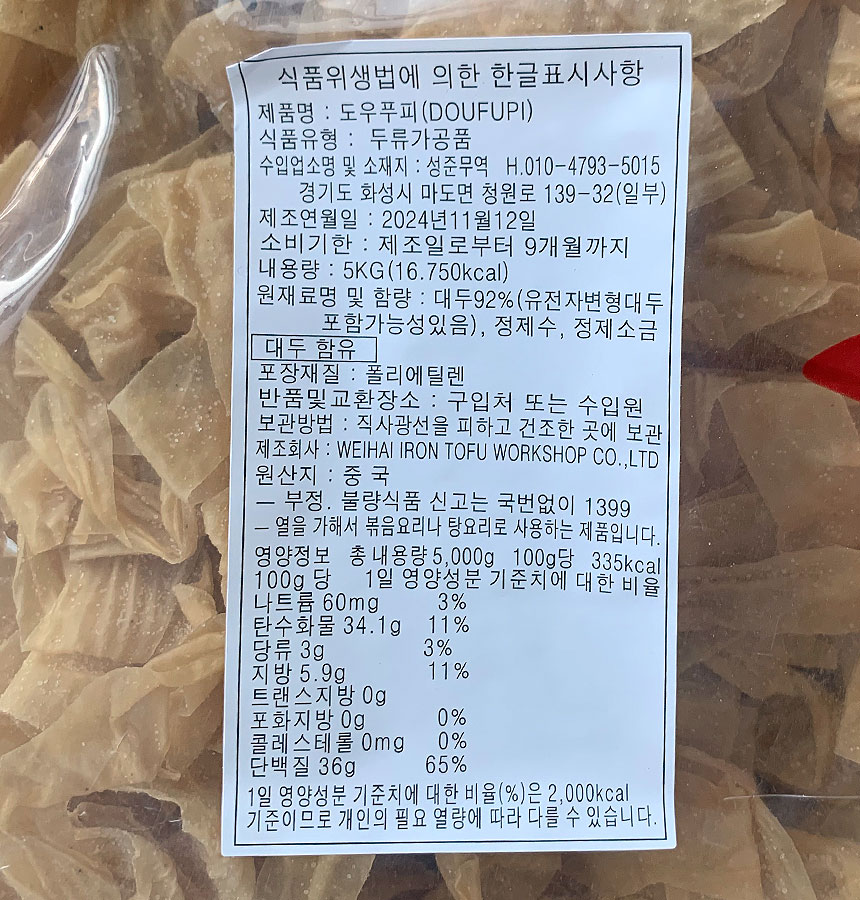 식품위생법에 의한 한글표시사항
제품명 : 도우푸피(DOUFUPI)
식품유형 : 두류가공품
수입업소명 및 소재지 : 성준무역 H.010-4793-5015
경기도 화성시 마도면 청원로 139-32(일부)
제조연월일 : 2024년11월12일
소비기한 : 제조일로부터 9개월까지
내용량 : 5KG(16.750kcal)
원재료명 및 함량 : 대두92%(유전자변형대두
포함가능성있음), 정제수, 정제소금
대두 함유
포장재질 : 폴리에틸렌
반품및교환장소 : 구입처 또는 수입원
보관방법 : 직사광선을 피하고 건조한 곳에 보관
제조회사 : WEIHAI IRON TOFU WORKSHOP CO.,LTD
원산지 : 중 국
― 부정. 불량식품 신고는 국번없이 1399
― 열을 가해서 볶음요리나 탕요리로 사용하는 제품입니다.
영양정보 총 내용량 5,000g 100g당 335kcal
100g 당 1일 영양성분 기준치에 대한 비율
나트륨 60mg 3%
탄수화물 34.1g 11%
당류 3g 3%
지방 5.9g 11%
트랜스지방 0g
포화지방 0g 0%
콜레스테롤 0mg 0%
단백질 36g 65%
1일 영양성분 기준치에 대한 비율(%)은 2,000kcal
기준이므로 개인의 필요 열량에 따라 다를 수 있습니다.